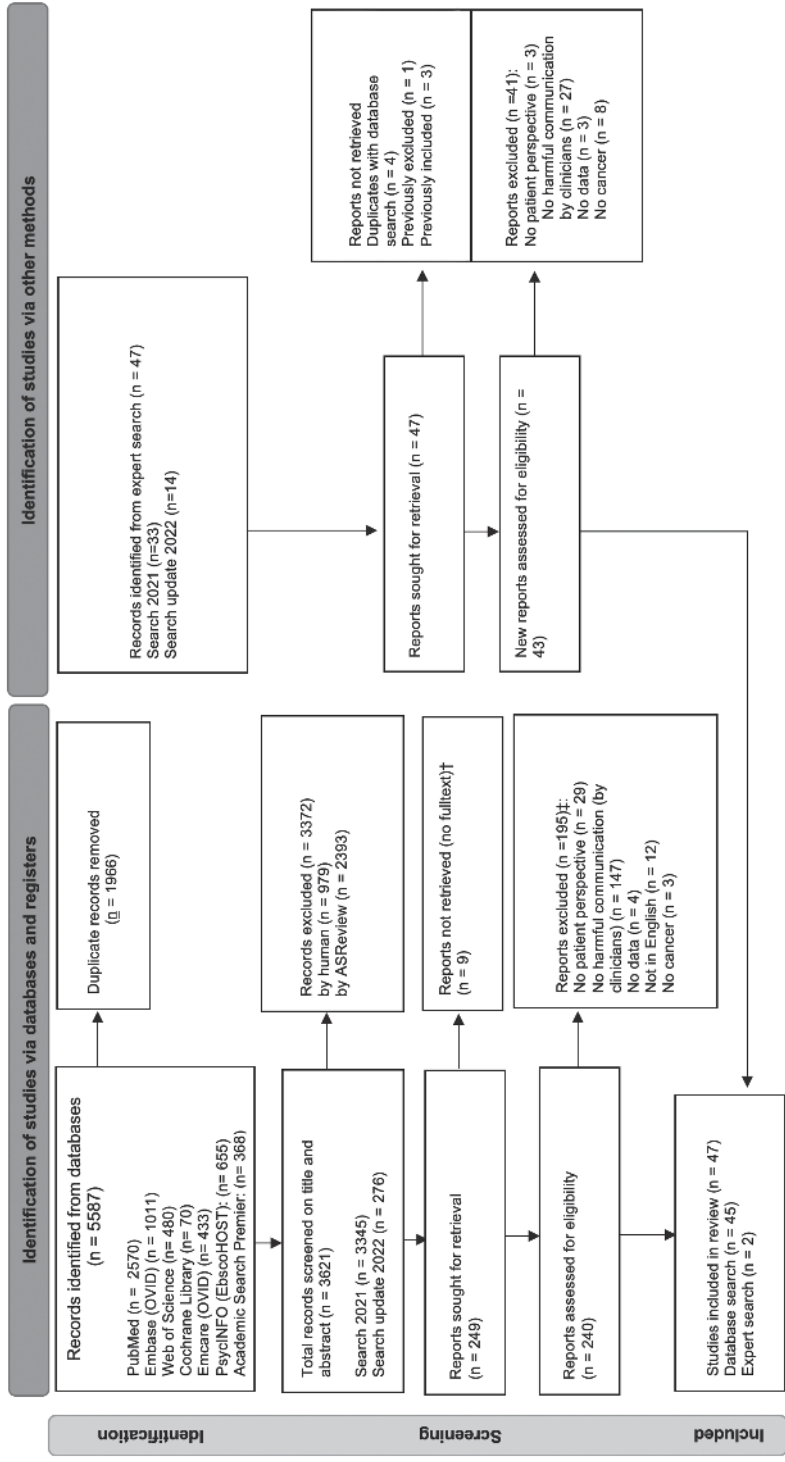 Identification of studies via databases and registers
Identification of studies via other methods
Identification
Records identified from databases
(n = 5587)
PubMed (n = 2570)
Embase (OVID) (n = 1011)
Web of Science (n= 480)
Cochrane Library (n= 70)
Emcare (OVID) (n= 433)
PsycINFO (EbscoHOST): (n= 655)
Academic Search Premier: (n= 368)
Duplicate records removed
(n = 1966)
Records identified from expert search (n = 47)
Search 2021 (n=33)
Search update 2022 (n=14)
Screening
Total records screened on title and
abstract (n = 3621)
Search 2021 (n = 3345)
Search update 2022 (n = 276)
Records excluded (n = 3372)
by human (n = 979)
by ASReview (n = 2393)
Reports sought for retrieval
(n = 249)
Reports not retrieved (no fulltext)†
(n = 9)
Reports sought for retrieval (n = 47)
Reports not retrieved
Duplicates with database
search (n = 4)
Previously excluded (n = 1)
Previously included (n = 3)
Reports assessed for eligibility
(n = 240)
Reports excluded (n =195)‡:
No patient perspective (n = 29)
No harmful communication (by
clinicians) (n = 147)
No data (n = 4)
Not in English (n = 12)
No cancer (n = 3)
New reports assessed for eligibility (n =
43)
Reports excluded (n =41):
No patient perspective (n = 3)
No harmful communication
by clinicians (n = 27)
No data (n = 3)
No cancer (n = 8)
Included
Studies included in review (n = 47)
Database search (n = 45)
Expert search (n = 2)